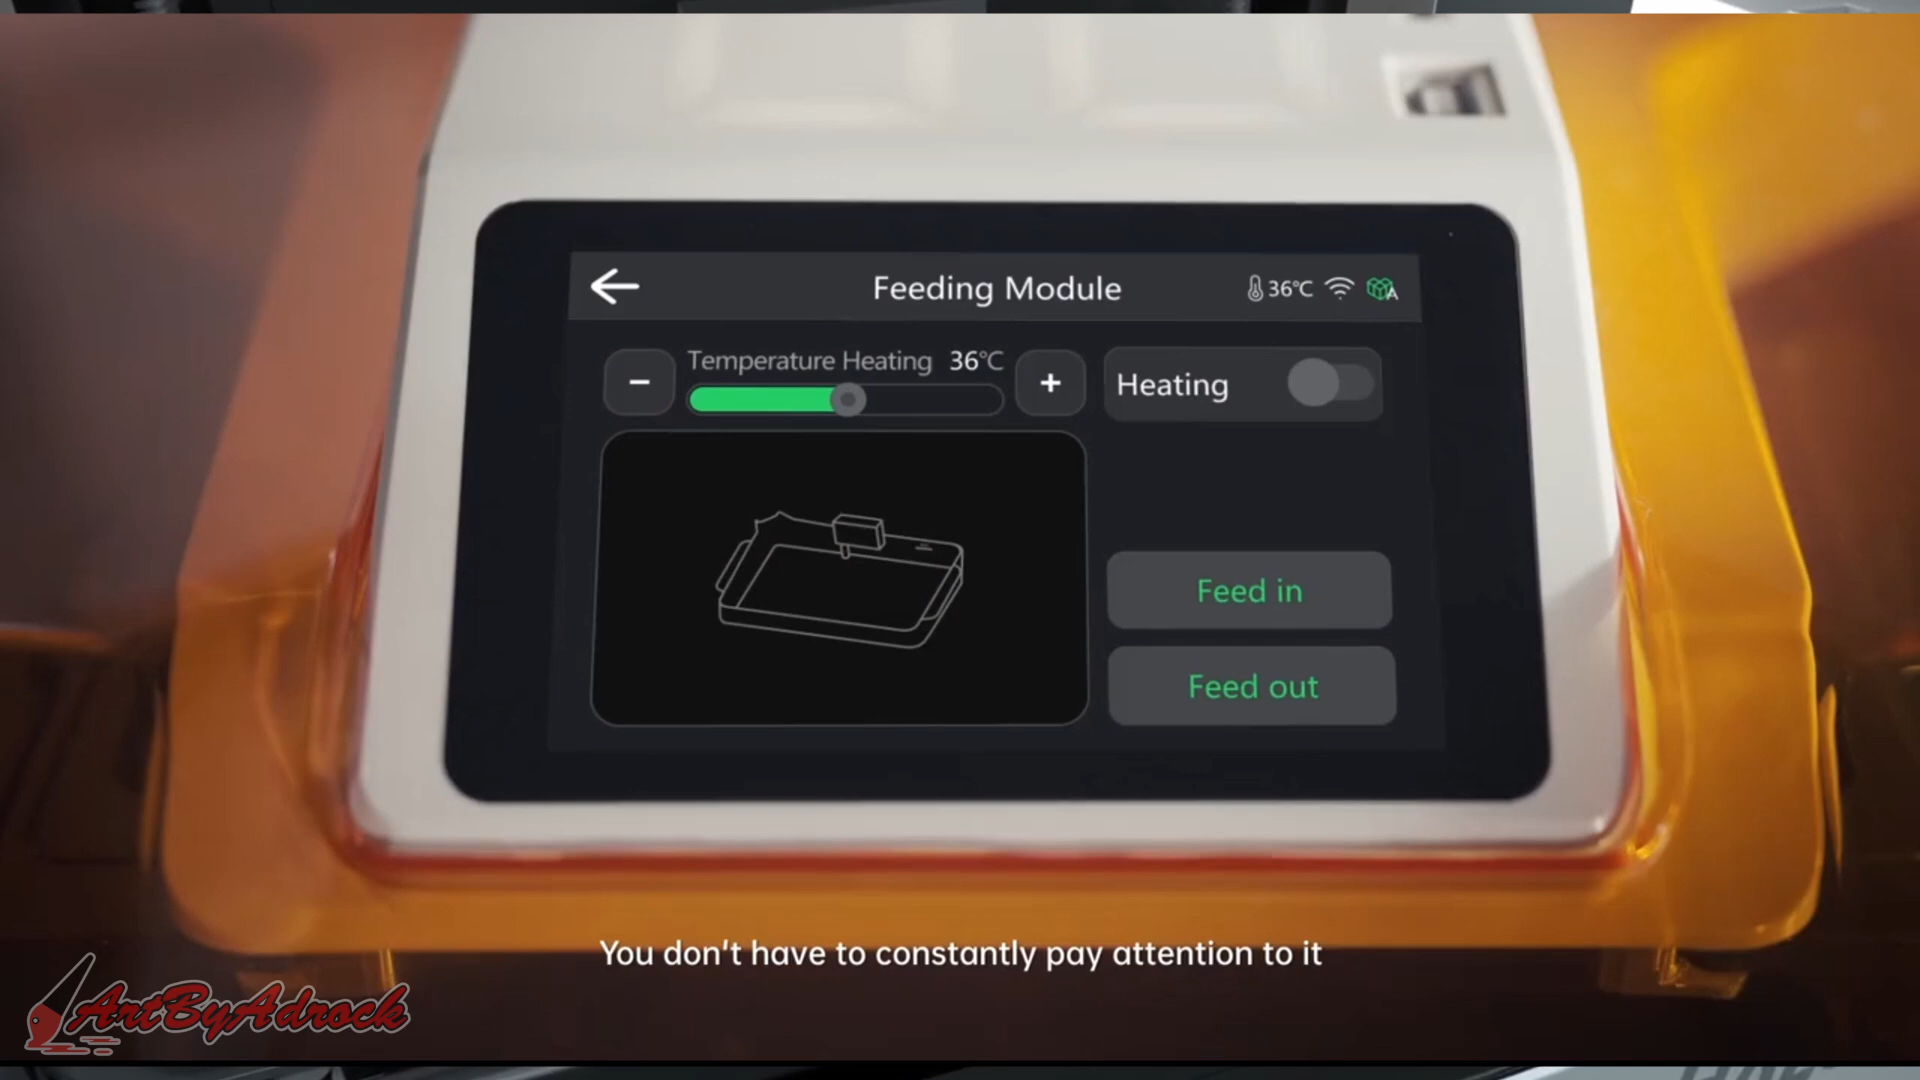 Feeding Module
36°C
A
Temperature Heating 36°C
Heating
Feed in
Feed out
You don't have to constantly pay attention to it
ArtByAdrock